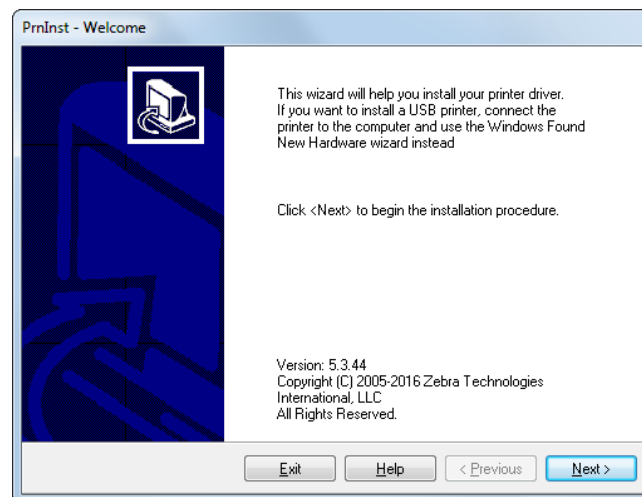 PrnInst - Welcome
This wizard will help you install your printer driver.
If you want to install a USB printer, connect the
printer to the computer and use the Windows Found
New Hardware wizard instead
Click <Next> to begin the installation procedure.
Version: 5.3.44
Copyright (C) 2005-2016 Zebra Technologies
International, LLC
All Rights Reserved.
Exit Help < Previous Next >